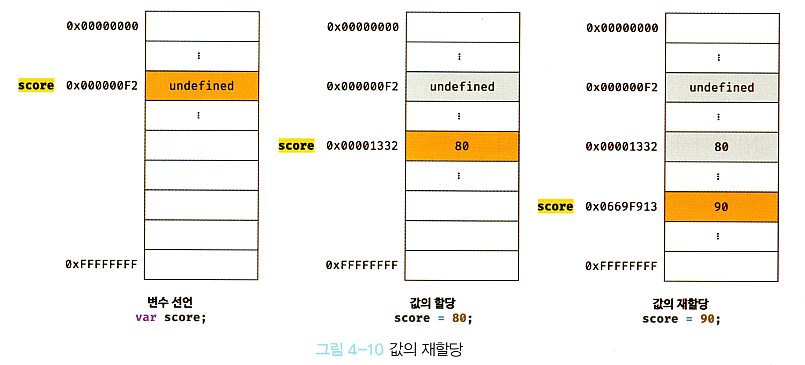 0x00000000
⋮
score 0x000000F2 undefined
⋮
0xFFFFFFFF
변수 선언
var score;
0x00000000
⋮
0x000000F2 undefined
⋮
score 0x00001332 80
⋮
0xFFFFFFFF
값의 할당
score = 80;
0x00000000
⋮
0x000000F2 undefined
⋮
0x00001332 80
⋮
score 0x0669F913 90
⋮
0xFFFFFFFF
값의 재할당
score = 90;
그림 4-10 값의 재할당